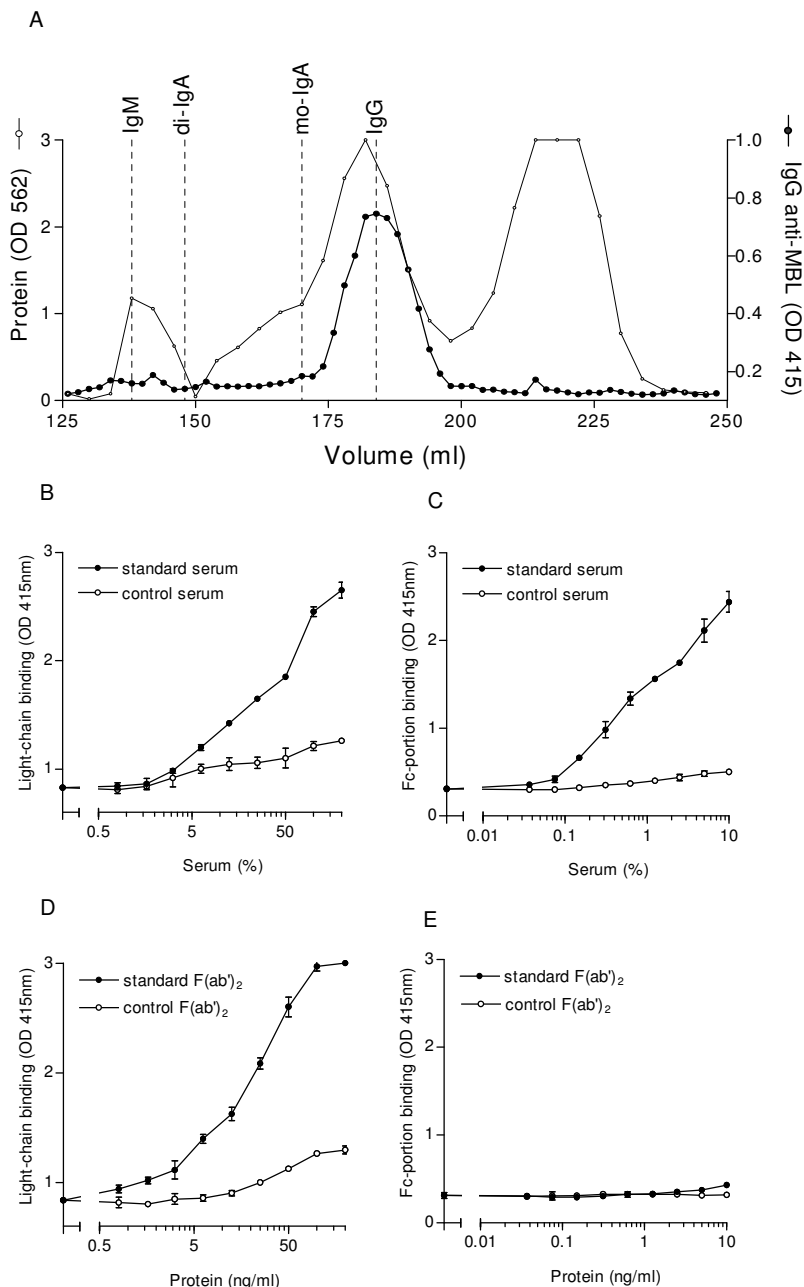 A
IgM
di-IgA
mo-IgA
IgG
Protein (OD 562)
IgG anti-MBL (OD 415)
3
2
1
0
1.0
0.8
0.6
0.4
0.2
125 150 175 200 225 250
Volume (ml)
B
standard serum
control serum
Light-chain binding (OD 415nm)
3
2
1
0.5 5 50
Serum (%)
C
standard serum
control serum
Fc-portion binding (OD 415nm)
3
2
1
0
0.01 0.1 1 10
Serum (%)
D
standard F(ab')₂
control F(ab')₂
Light-chain binding (OD 415nm)
3
2
1
0.5 5 50
Protein (ng/ml)
E
standard F(ab')₂
control F(ab')₂
Fc-portion binding (OD 415nm)
3
2
1
0
0.01 0.1 1 10
Protein (ng/ml)